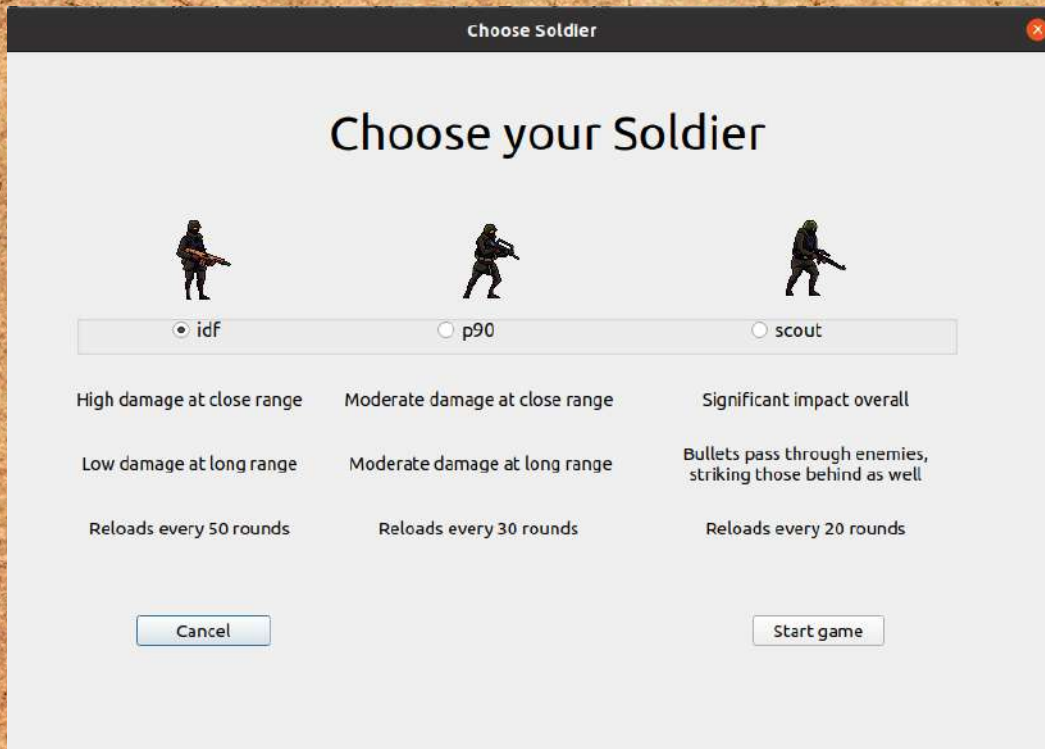 Choose Soldier
Choose your Soldier
idf
p90
scout
High damage at close range
Moderate damage at close range
Significant impact overall
Low damage at long range
Moderate damage at long range
Bullets pass through enemies,
striking those behind as well
Reloads every 50 rounds
Reloads every 30 rounds
Reloads every 20 rounds
Cancel
Start game